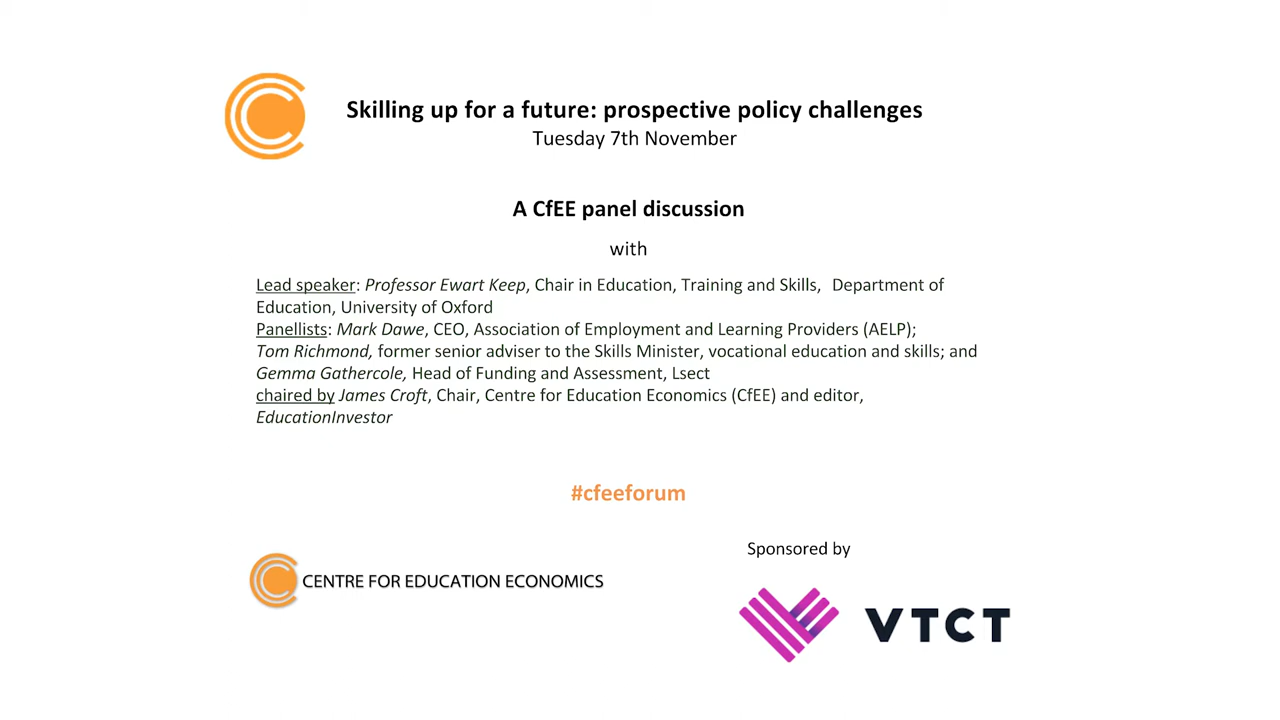 Skilling up for a future: prospective policy challenges
Tuesday 7th November
A CfEE panel discussion
with
Lead speaker: Professor Ewart Keep, Chair in Education, Training and Skills, Department of
Education, University of Oxford
Panellists: Mark Dawe, CEO, Association of Employment and Learning Providers (AELP);
Tom Richmond, former senior adviser to the Skills Minister, vocational education and skills; and
Gemma Gathercole, Head of Funding and Assessment, Lsect
chaired by James Croft, Chair, Centre for Education Economics (CfEE) and editor,
EducationInvestor
#cfeeforum
CENTRE FOR EDUCATION ECONOMICS
Sponsored by
VTCT